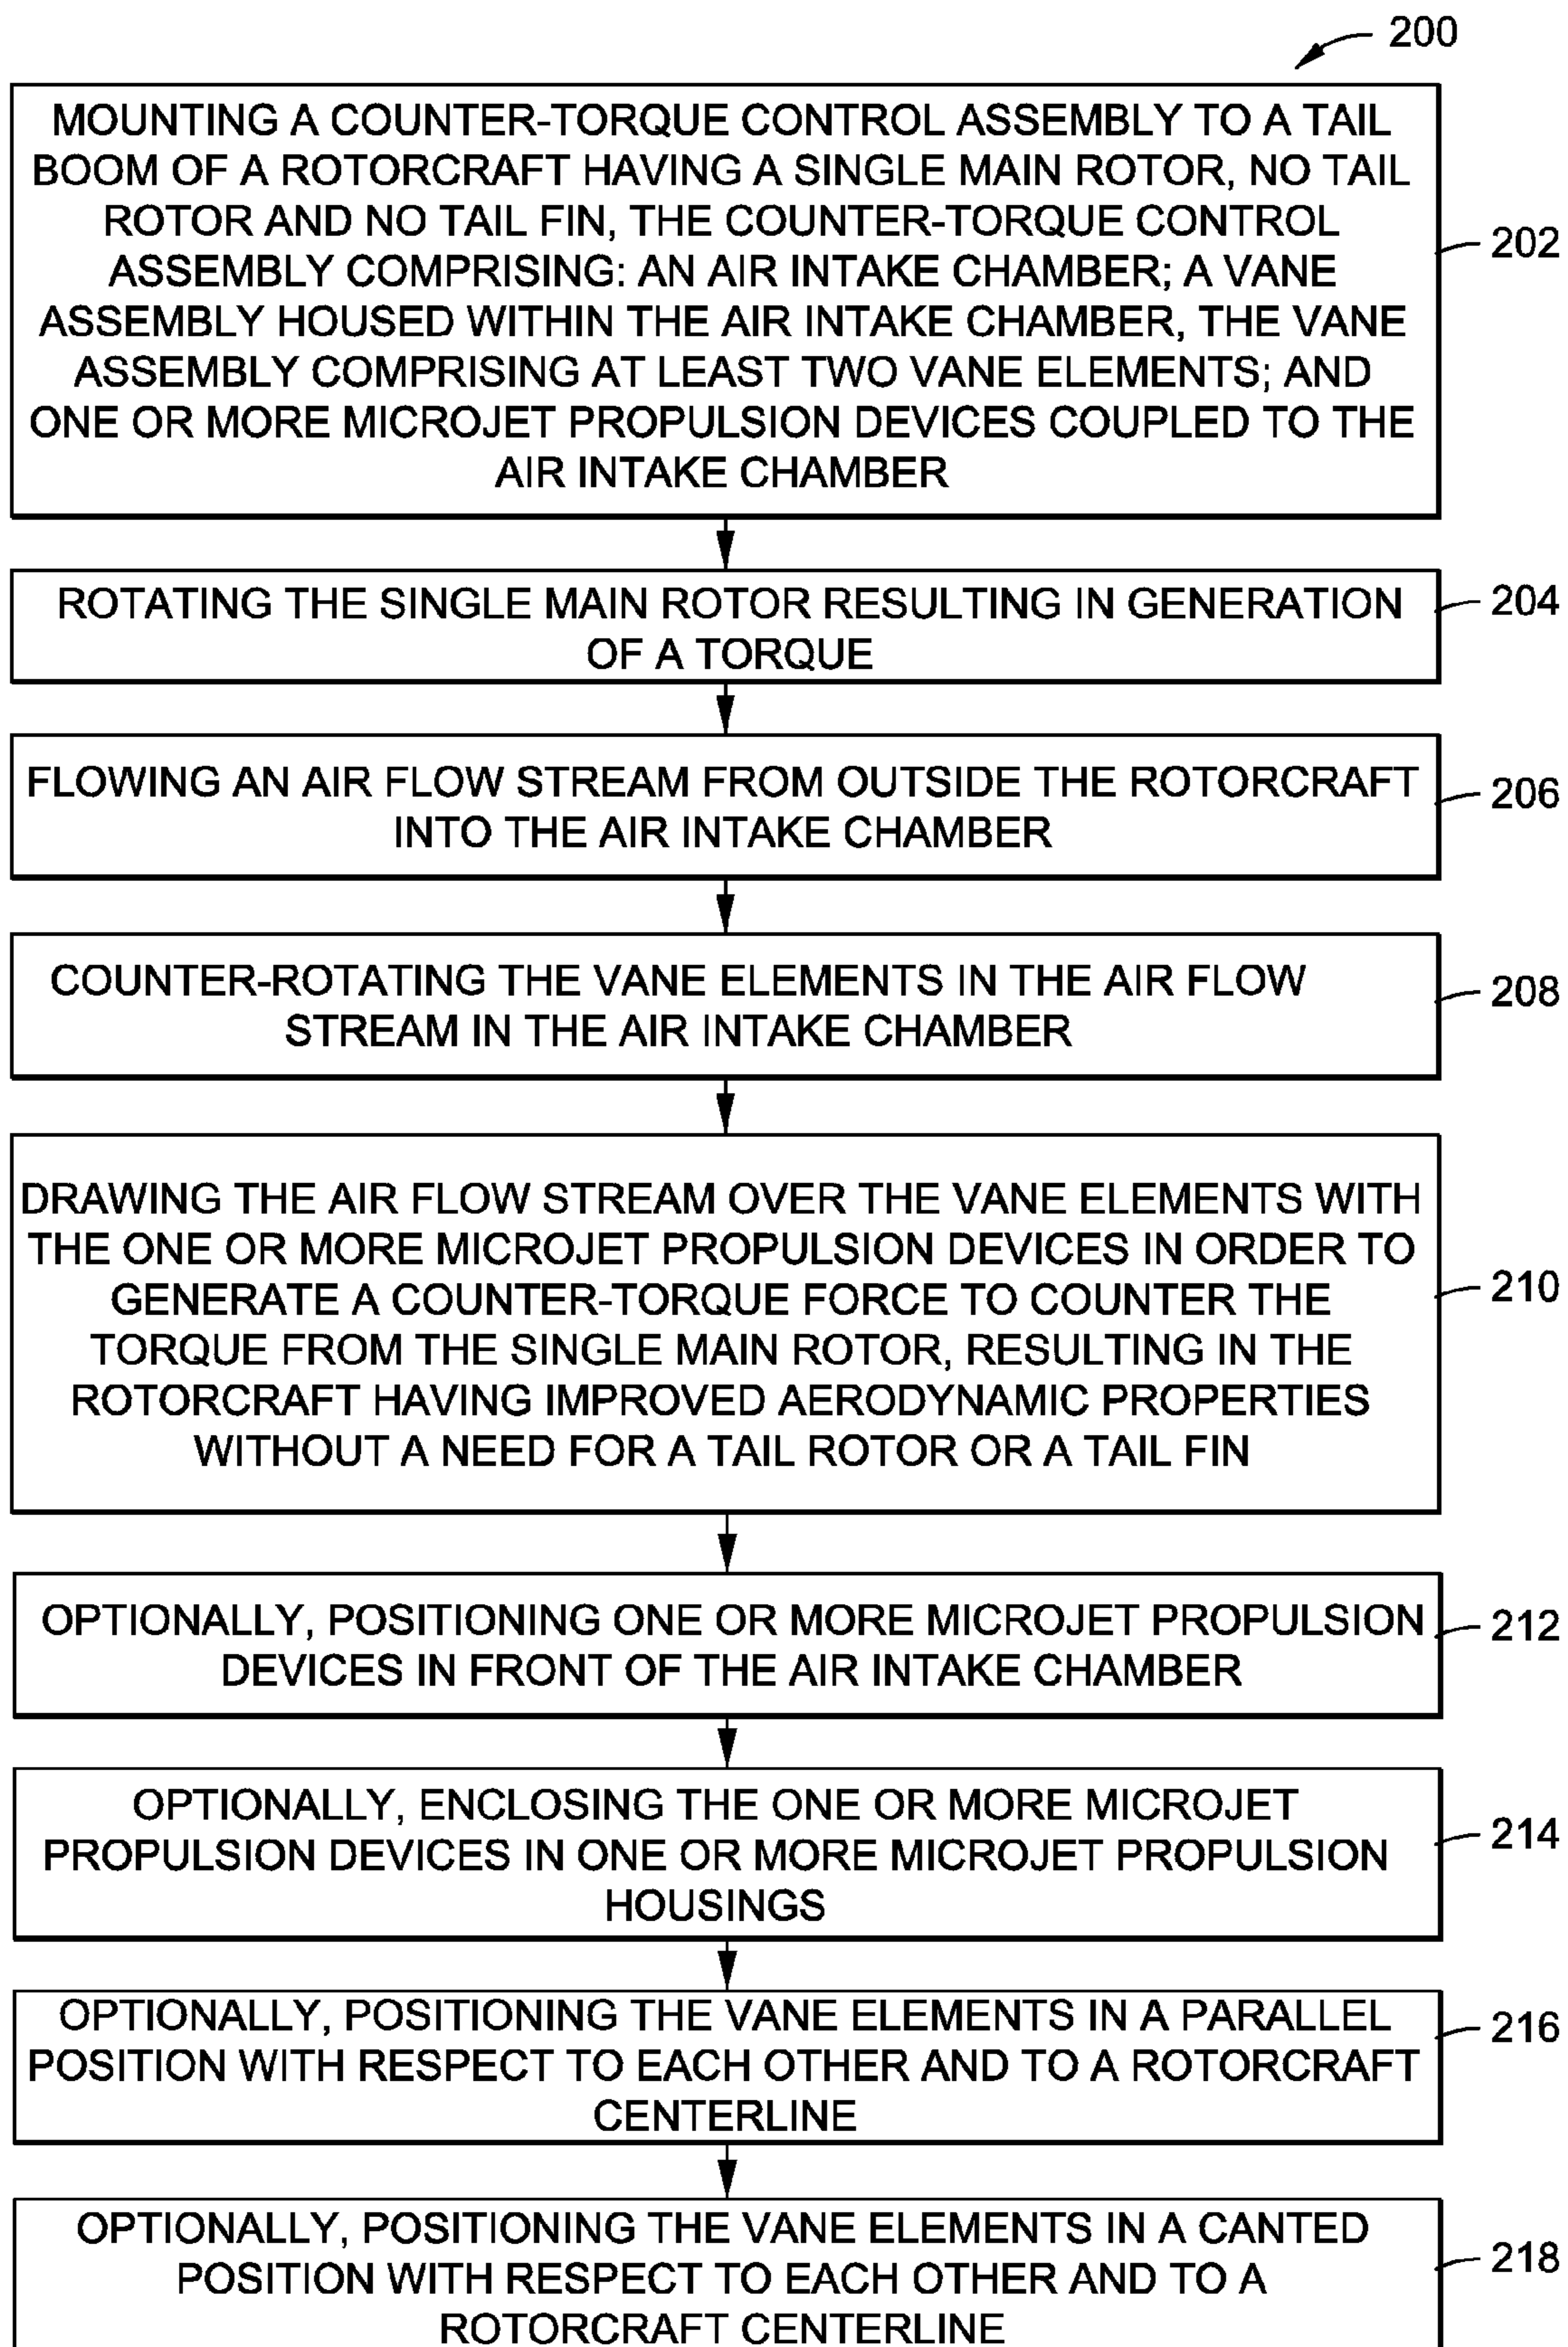 200
MOUNTING A COUNTER-TORQUE CONTROL ASSEMBLY TO A TAIL
BOOM OF A ROTORCRAFT HAVING A SINGLE MAIN ROTOR, NO TAIL
ROTOR AND NO TAIL FIN, THE COUNTER-TORQUE CONTROL
ASSEMBLY COMPRISING: AN AIR INTAKE CHAMBER; A VANE
ASSEMBLY HOUSED WITHIN THE AIR INTAKE CHAMBER, THE VANE
ASSEMBLY COMPRISING AT LEAST TWO VANE ELEMENTS; AND
ONE OR MORE MICROJET PROPULSION DEVICES COUPLED TO THE
AIR INTAKE CHAMBER
202
ROTATING THE SINGLE MAIN ROTOR RESULTING IN GENERATION
OF A TORQUE
204
FLOWING AN AIR FLOW STREAM FROM OUTSIDE THE ROTORCRAFT
INTO THE AIR INTAKE CHAMBER
206
COUNTER-ROTATING THE VANE ELEMENTS IN THE AIR FLOW
STREAM IN THE AIR INTAKE CHAMBER
208
DRAWING THE AIR FLOW STREAM OVER THE VANE ELEMENTS WITH
THE ONE OR MORE MICROJET PROPULSION DEVICES IN ORDER TO
GENERATE A COUNTER-TORQUE FORCE TO COUNTER THE
TORQUE FROM THE SINGLE MAIN ROTOR, RESULTING IN THE
ROTORCRAFT HAVING IMPROVED AERODYNAMIC PROPERTIES
WITHOUT A NEED FOR A TAIL ROTOR OR A TAIL FIN
210
OPTIONALLY, POSITIONING ONE OR MORE MICROJET PROPULSION
DEVICES IN FRONT OF THE AIR INTAKE CHAMBER
212
OPTIONALLY, ENCLOSING THE ONE OR MORE MICROJET
PROPULSION DEVICES IN ONE OR MORE MICROJET PROPULSION
HOUSINGS
214
OPTIONALLY, POSITIONING THE VANE ELEMENTS IN A PARALLEL
POSITION WITH RESPECT TO EACH OTHER AND TO A ROTORCRAFT
CENTERLINE
216
OPTIONALLY, POSITIONING THE VANE ELEMENTS IN A CANTED
POSITION WITH RESPECT TO EACH OTHER AND TO A
ROTORCRAFT CENTERLINE
218